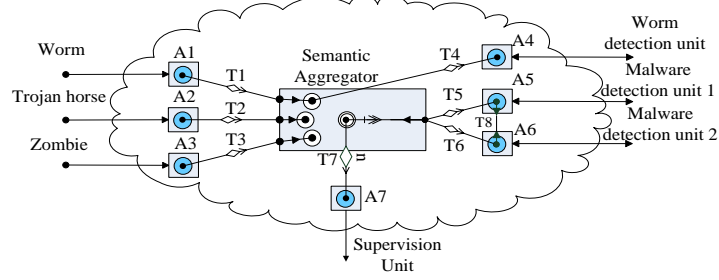 Worm
Trojan horse
Zombie
A1
A2
A3
T1
T2
T3
Semantic
Aggregator
T4
T5
T6
T7
n
T8
A4
A5
A6
A7
Worm
detection unit
Malware
detection unit 1
Malware
detection unit 2
Supervision
Unit